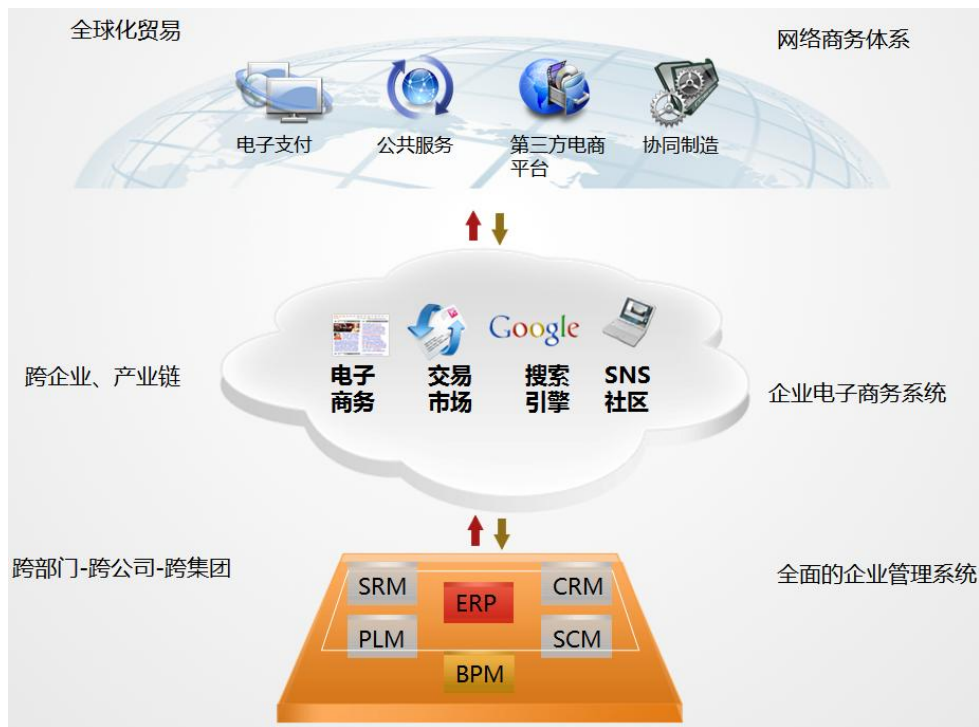 全球化贸易
网络商务体系
电子支付
公共服务
第三方电商
平台
协同制造
Google
电子
商务
交易
市场
搜索
引擎
SNS
社区
跨企业、产业链
企业电子商务系统
跨部门-跨公司-跨集团
全面的企业管理系统
SRM
ERP
CRM
PLM
SCM
BPM